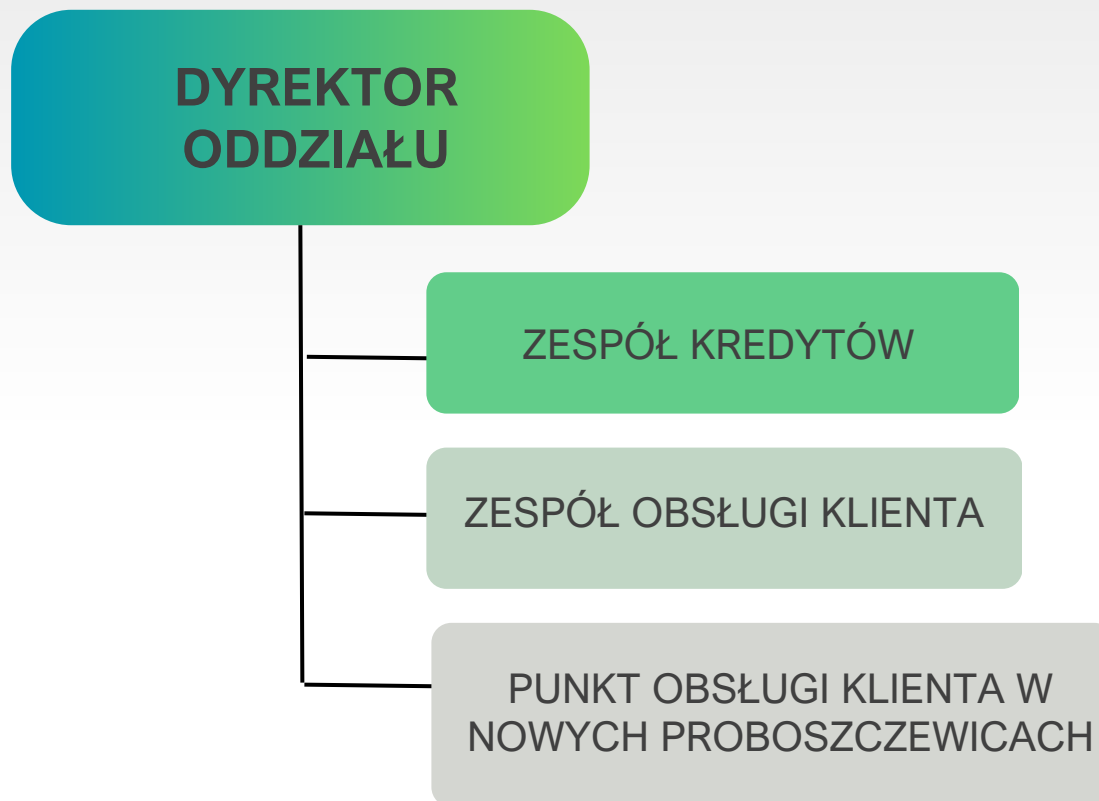 DYREKTOR
ODDZIAŁU
ZESPÓŁ KREDYTÓW
ZESPÓŁ OBSŁUGI KLIENTA
PUNKT OBSŁUGI KLIENTA W
NOWYCH PROBOSZCZEWICACH